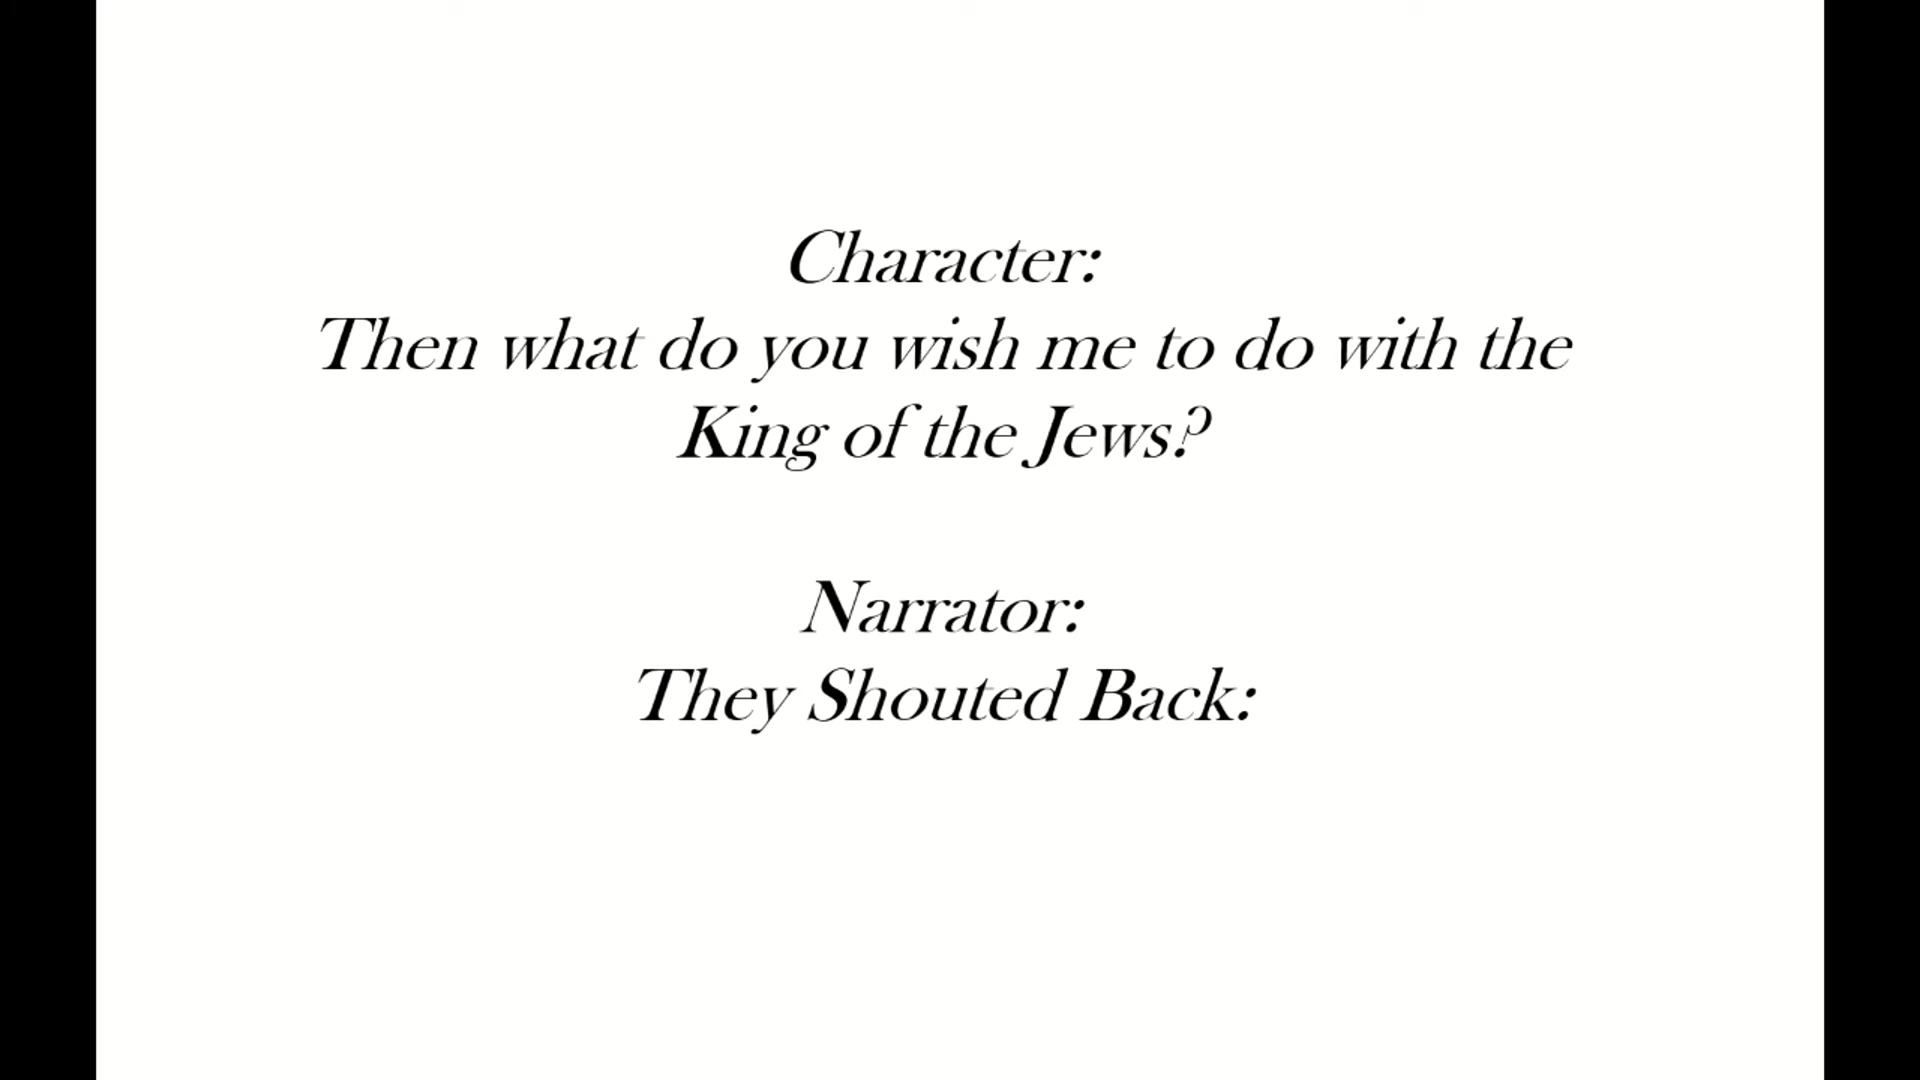 Character:
Then what do you wish me to do with the
King of the Jews?
Narrator:
They Shouted Back: